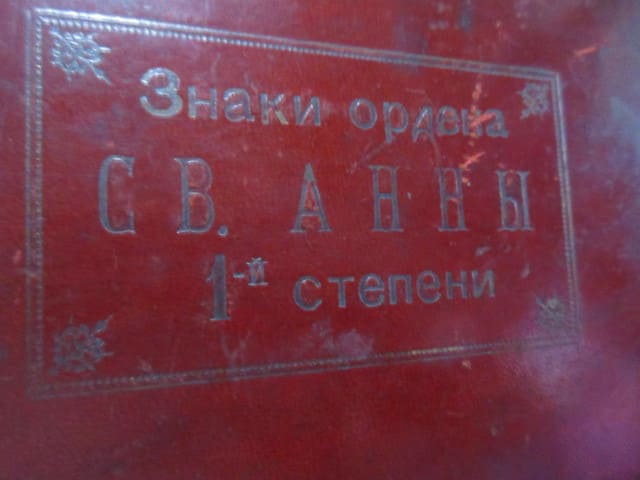 Знаки ордена
СВ. АННЫ
1-й степени